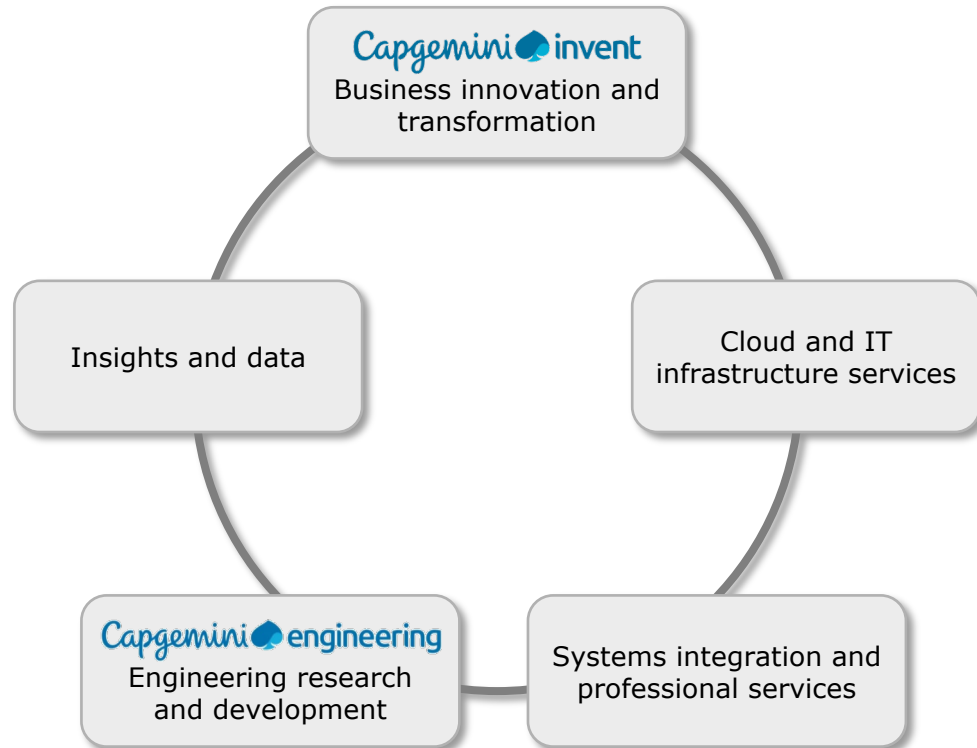 Capgemini invent
Business innovation and
transformation
Insights and data
Cloud and IT
infrastructure services
Capgemini engineering
Engineering research
and development
Systems integration and
professional services